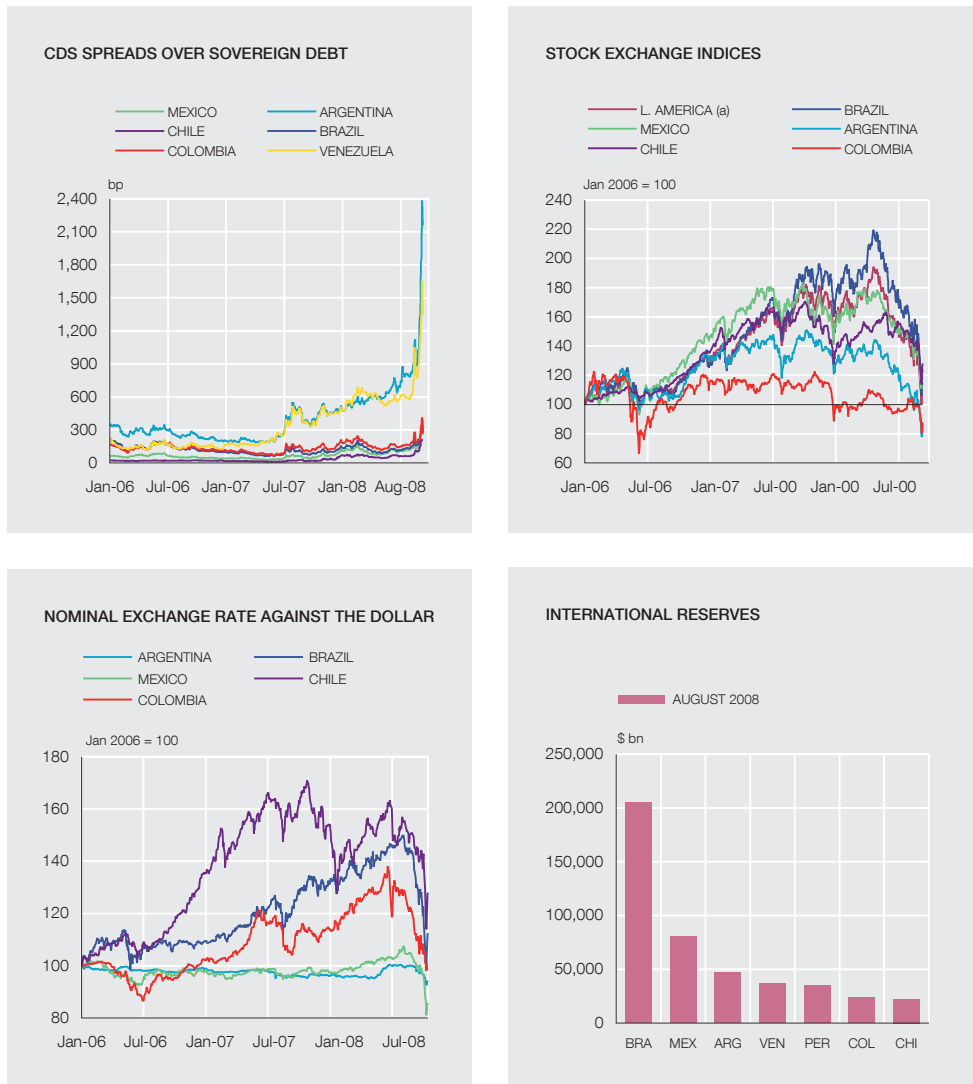 CDS SPREADS OVER SOVEREIGN DEBT
MEXICO ARGENTINA
CHILE BRAZIL
COLOMBIA VENEZUELA
bp
2,400
2,100
1,800
1,500
1,200
900
600
300
0
Jan-06 Jul-06 Jan-07 Jul-07 Jan-08 Aug-08
STOCK EXCHANGE INDICES
L. AMERICA (a) BRAZIL
MEXICO ARGENTINA
CHILE COLOMBIA
Jan 2006 = 100
240
220
200
180
160
140
120
100
80
60
Jan-06 Jul-06 Jan-07 Jul-00 Jan-00 Jul-00
NOMINAL EXCHANGE RATE AGAINST THE DOLLAR
ARGENTINA BRAZIL
MEXICO CHILE
COLOMBIA
Jan 2006 = 100
180
160
140
120
100
80
Jan-06 Jul-06 Jan-07 Jul-07 Jan-08 Jul-08
INTERNATIONAL RESERVES
AUGUST 2008
$ bn
250,000
200,000
150,000
100,000
50,000
0
BRA MEX ARG VEN PER COL CHI